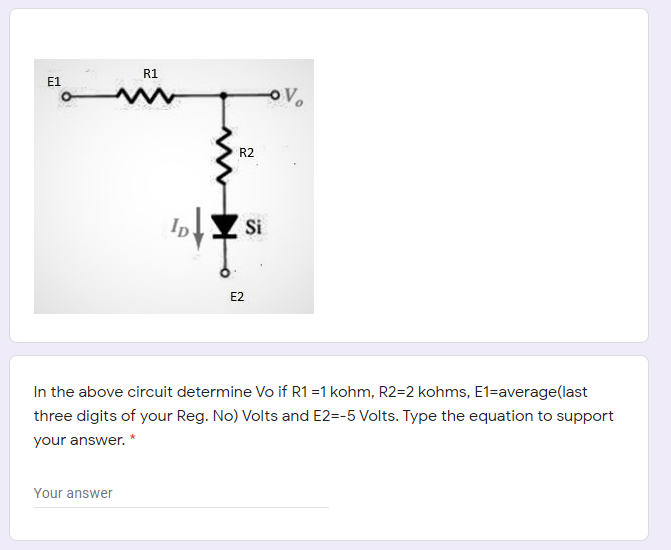 R1
E1
Vo
R2
ID
Si
E2
In the above circuit determine Vo if R1 =1 kohm, R2=2 kohms, E1=average(last
three digits of your Reg. No) Volts and E2=-5 Volts. Type the equation to support
your answer. *
Your answer